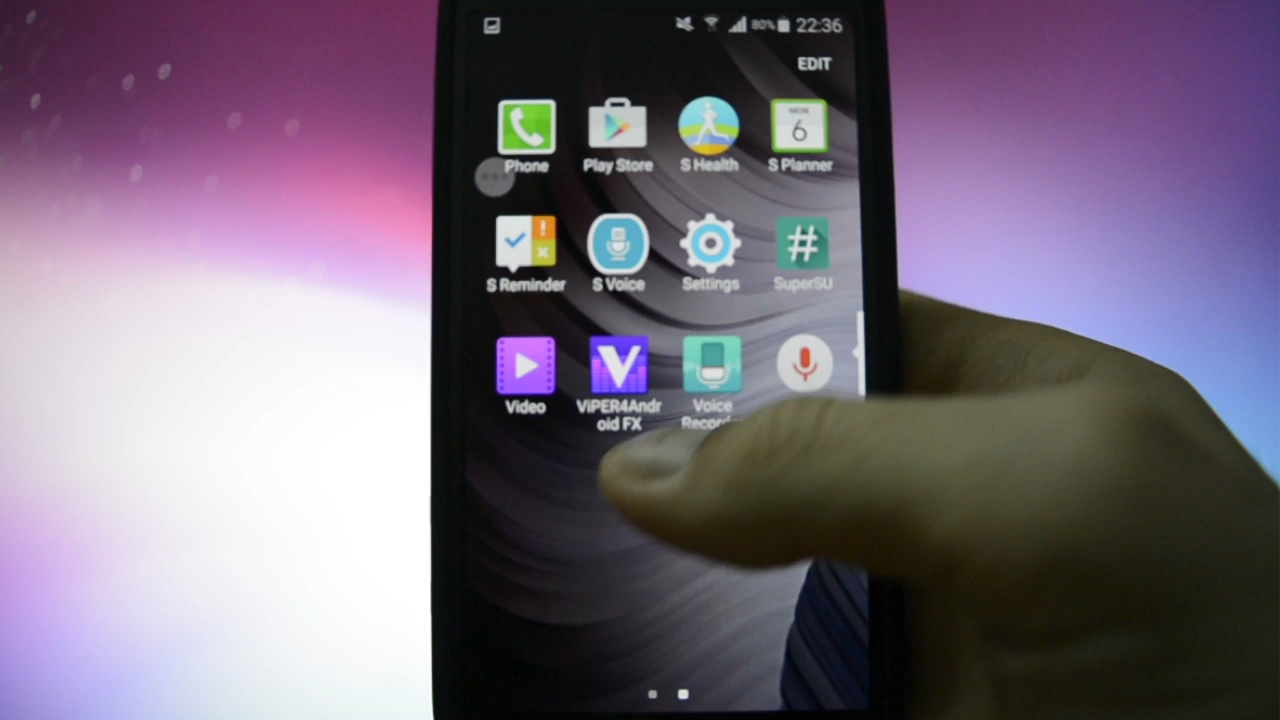 80% 22:36
EDIT
MON
6
Phone Play Store S Health S Planner
S Reminder S Voice Settings SuperSU
Video ViPER4Andr Voice
oid FX